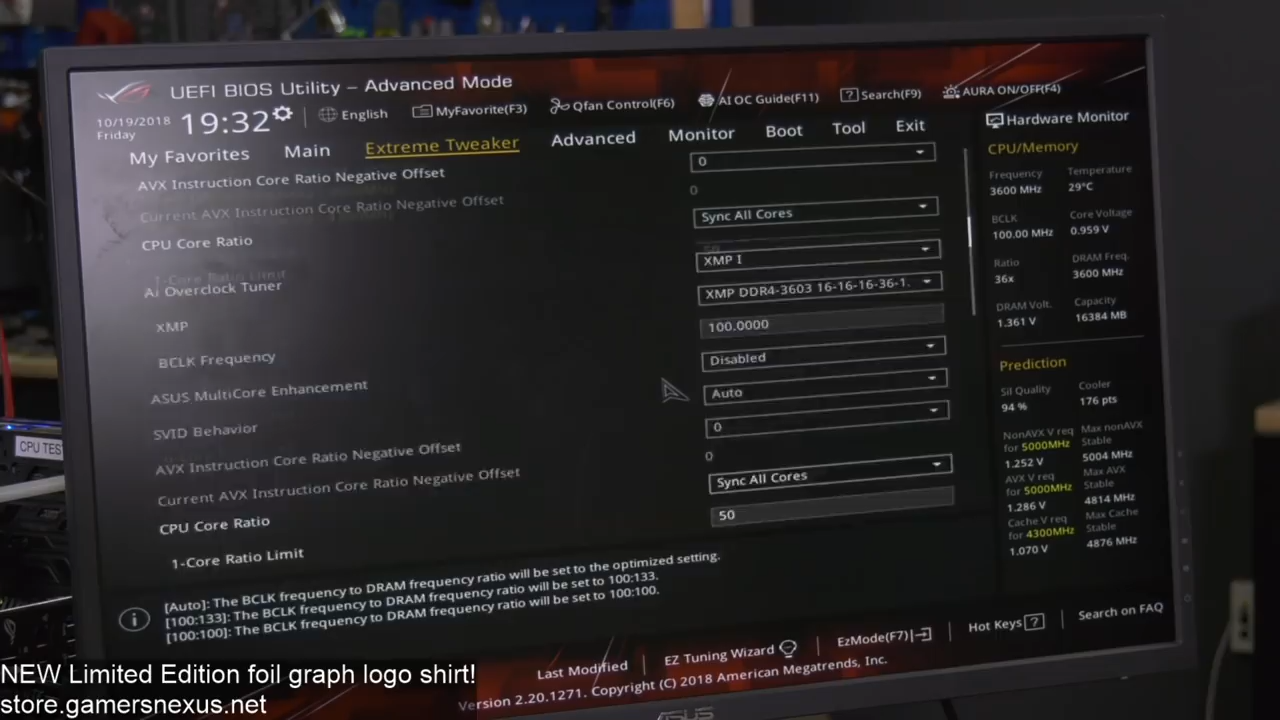 UEFI BIOS Utility – Advanced Mode
10/19/2018
Friday
19:32
English
MyFavorite(F3)
Qfan Control(F6)
AI OC Guide(F11)
Search(F9)
AURA ON/OFF(F4)
My Favorites
Main
Extreme Tweaker
Advanced
Monitor
Boot
Tool
Exit
AVX Instruction Core Ratio Negative Offset
0
Current AVX Instruction Core Ratio Negative Offset
0
CPU Core Ratio
Sync All Cores
1-Core Ratio Limit
50
Ai Overclock Tuner
XMP I
XMP
XMP DDR4-3603 16-16-16-36-1.
BCLK Frequency
100.0000
ASUS MultiCore Enhancement
Disabled
SVID Behavior
Auto
AVX Instruction Core Ratio Negative Offset
0
Current AVX Instruction Core Ratio Negative Offset
0
CPU Core Ratio
Sync All Cores
1-Core Ratio Limit
50
[Auto]: The BCLK frequency to DRAM frequency ratio will be set to the optimized setting.
[100:133]: The BCLK frequency to DRAM frequency ratio will be set to 100:133.
[100:100]: The BCLK frequency to DRAM frequency ratio will be set to 100:100.
Hardware Monitor
CPU/Memory
Frequency
Temperature
3600 MHz
29°C
BCLK
Core Voltage
100.00 MHz
0.959 V
Ratio
DRAM Freq.
36x
3600 MHz
DRAM Volt.
Capacity
1.361 V
16384 MB
Prediction
Sil Quality
Cooler
94 %
176 pts
NonAVX V req
for 5000MHz
1.252 V
Max nonAVX
Stable
5004 MHz
AVX V req
for 5000MHz
1.286 V
Max AVX
Stable
4814 MHz
Cache V req
for 4300MHz
1.070 V
Max Cache
Stable
4876 MHz
Last Modified
EZ Tuning Wizard
EzMode(F7)
Hot Keys
?
Search on FAQ
Version 2.20.1271. Copyright (C) 2018 American Megatrends, Inc.
ASUS
CPU TEST
NEW Limited Edition foil graph logo shirt!
store.gamersnexus.net